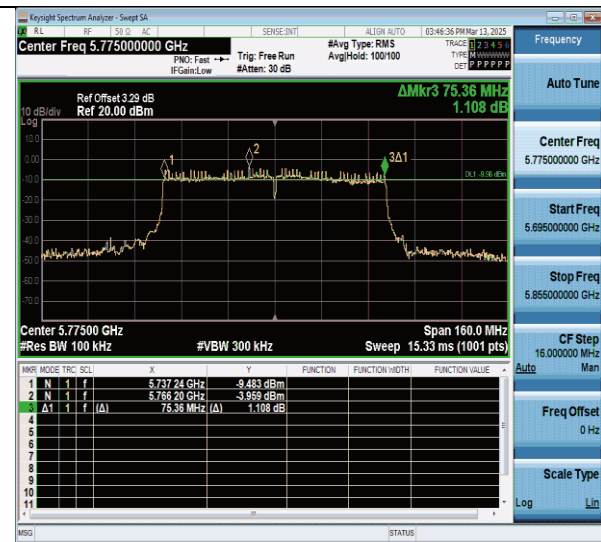 Keysight Spectrum Analyzer - Swept SA
RL RF 50 Ω AC SENSE:INT ALIGN AUTO 03:46:36 PM Mar 13, 2025
Center Freq 5.775000000 GHz
PNO: Fast
IFGain:Low
Trig: Free Run
#Atten: 30 dB
#Avg Type: RMS
Avg|Hold: 100/100
TRACE 1 2 3 4 5 6
TYPE M W W W W W
DET P P P P P P
Frequency
Ref Offset 3.29 dB
10 dB/div Ref 20.00 dBm
Log
ΔMkr3 75.36 MHz
1.108 dB
10.0
0.00
-10.0
-20.0
-30.0
-40.0
-50.0
-60.0
-70.0
1
2
3Δ1
DL1 -9.96 dBm
Center 5.77500 GHz
Span 160.0 MHz
#Res BW 100 kHz
#VBW 300 kHz
Sweep 15.33 ms (1001 pts)
MKR MODE TRC SCL X Y FUNCTION FUNCTION WIDTH FUNCTION VALUE
1 N 1 f 5.737 24 GHz -9.483 dBm
2 N 1 f 5.766 20 GHz -3.959 dBm
3 Δ1 1 f (Δ) 75.36 MHz (Δ) 1.108 dB
4
5
6
7
8
9
10
11
MSG STATUS
Auto Tune
Center Freq
5.775000000 GHz
Start Freq
5.695000000 GHz
Stop Freq
5.855000000 GHz
CF Step
16.000000 MHz
Auto Man
Freq Offset
0 Hz
Scale Type
Log Lin